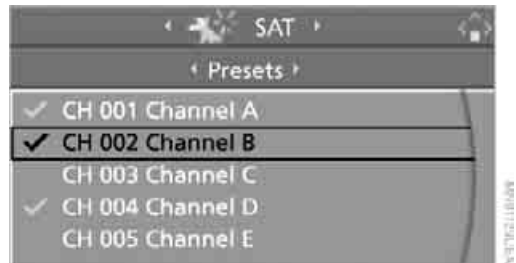 SAT
Presets
CH 001 Channel A
CH 002 Channel B
CH 003 Channel C
CH 004 Channel D
CH 005 Channel E